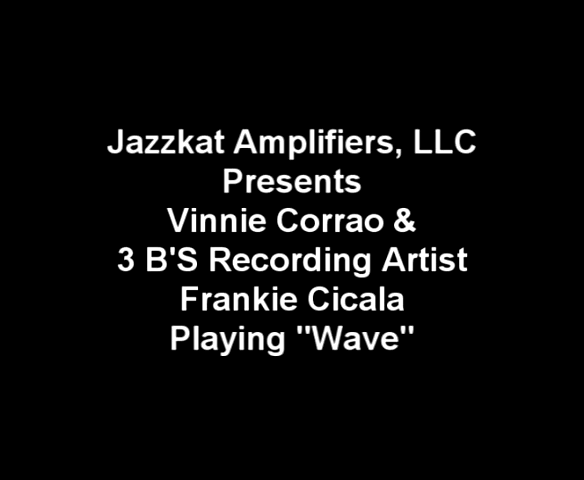 Jazzkat Amplifiers, LLC
Presents
Vinnie Corrao &
3 B'S Recording Artist
Frankie Cicala
Playing "Wave"